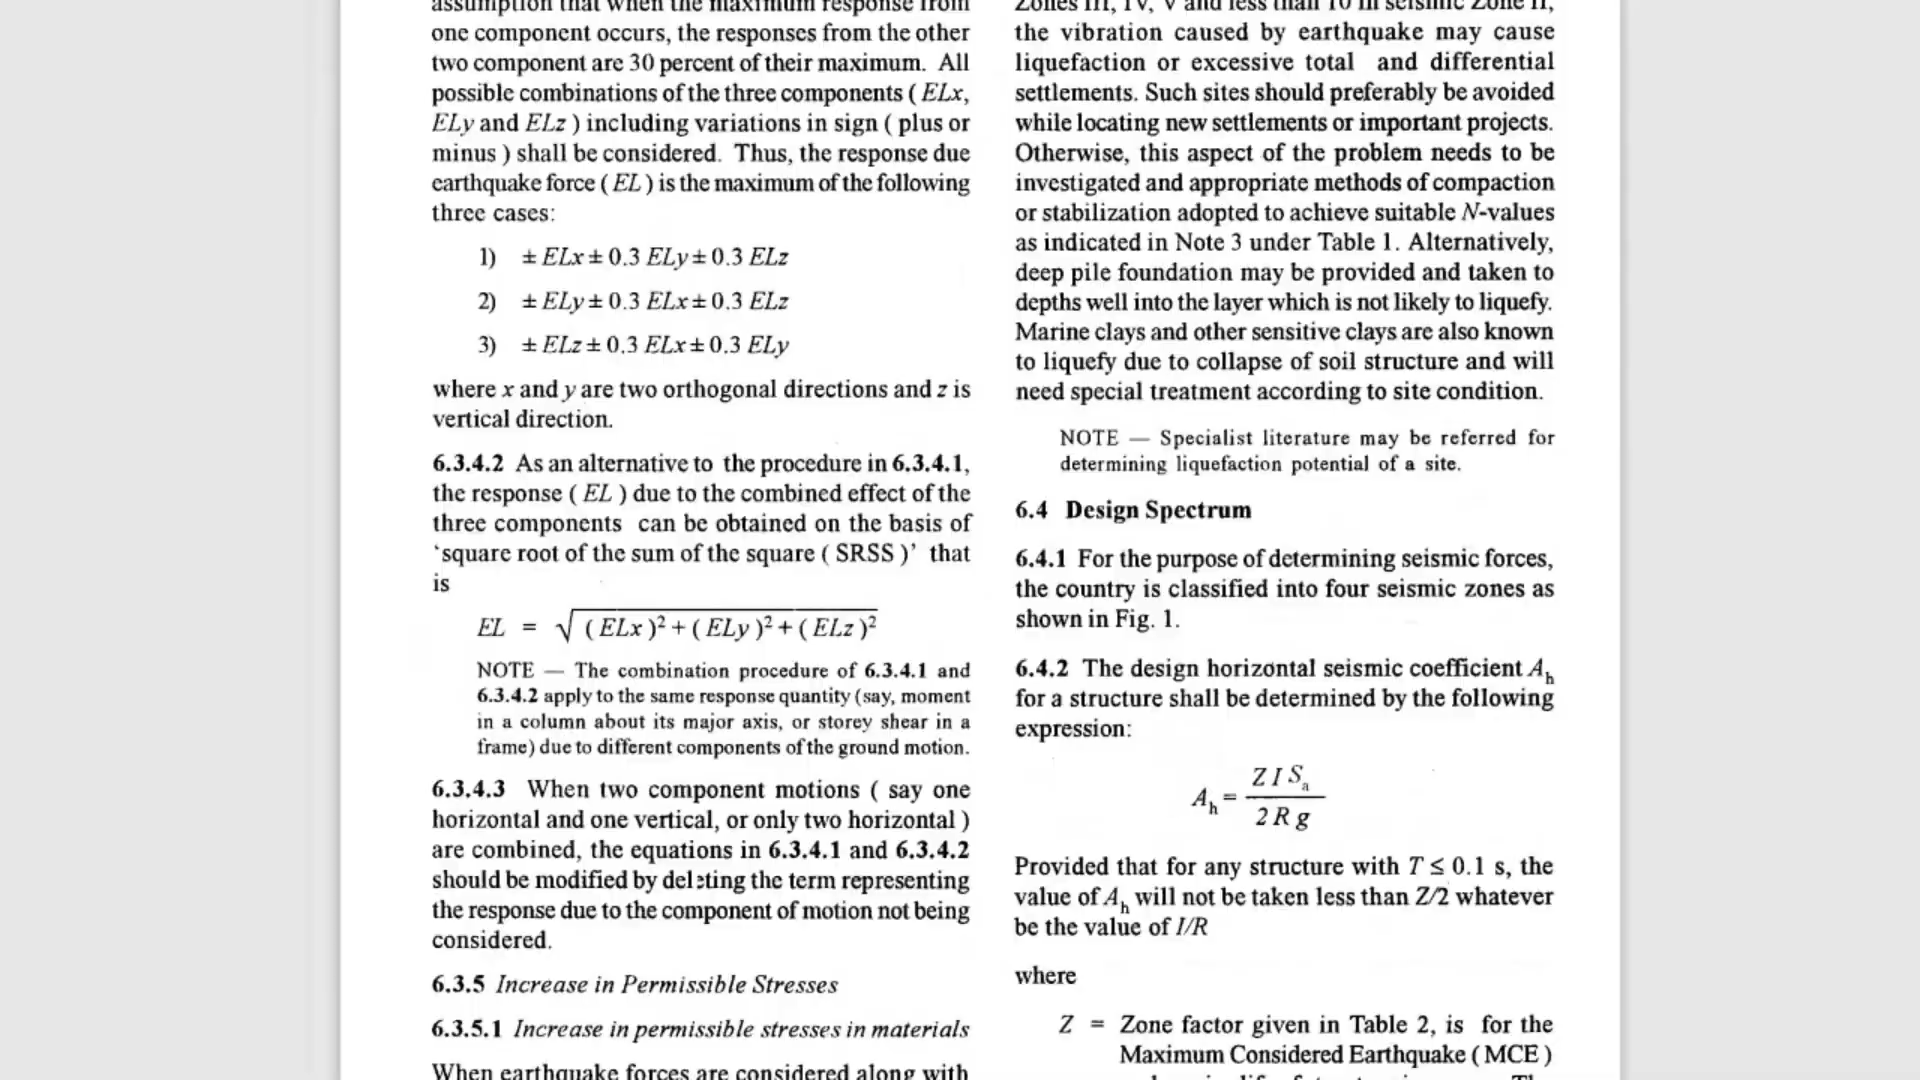 assumption that when the maximum response from
one component occurs, the responses from the other
two component are 30 percent of their maximum. All
possible combinations of the three components ( ELx,
ELy and ELz ) including variations in sign ( plus or
minus ) shall be considered. Thus, the response due
earthquake force ( EL ) is the maximum of the following
three cases:
1) ± ELx ± 0.3 ELy ± 0.3 ELz
2) ± ELy ± 0.3 ELx ± 0.3 ELz
3) ± ELz ± 0.3 ELx ± 0.3 ELy
where x and y are two orthogonal directions and z is
vertical direction.
6.3.4.2 As an alternative to the procedure in 6.3.4.1,
the response ( EL ) due to the combined effect of the
three components can be obtained on the basis of
‘square root of the sum of the square ( SRSS )’ that
is
EL = √ ( ELx )² + ( ELy )² + ( ELz )²
NOTE — The combination procedure of 6.3.4.1 and
6.3.4.2 apply to the same response quantity (say, moment
in a column about its major axis, or storey shear in a
frame) due to different components of the ground motion.
6.3.4.3 When two component motions ( say one
horizontal and one vertical, or only two horizontal )
are combined, the equations in 6.3.4.1 and 6.3.4.2
should be modified by deleting the term representing
the response due to the component of motion not being
considered.
6.3.5 Increase in Permissible Stresses
6.3.5.1 Increase in permissible stresses in materials
When earthquake forces are considered along with
Zones III, IV, V and less than 10 in seismic Zone II,
the vibration caused by earthquake may cause
liquefaction or excessive total and differential
settlements. Such sites should preferably be avoided
while locating new settlements or important projects.
Otherwise, this aspect of the problem needs to be
investigated and appropriate methods of compaction
or stabilization adopted to achieve suitable N-values
as indicated in Note 3 under Table 1. Alternatively,
deep pile foundation may be provided and taken to
depths well into the layer which is not likely to liquefy.
Marine clays and other sensitive clays are also known
to liquefy due to collapse of soil structure and will
need special treatment according to site condition.
NOTE — Specialist literature may be referred for
determining liquefaction potential of a site.
6.4 Design Spectrum
6.4.1 For the purpose of determining seismic forces,
the country is classified into four seismic zones as
shown in Fig. 1.
6.4.2 The design horizontal seismic coefficient Ah
for a structure shall be determined by the following
expression:
Ah = Z I Sa / 2 R g
Provided that for any structure with T ≤ 0.1 s, the
value of Ah will not be taken less than Z/2 whatever
be the value of I/R
where
Z = Zone factor given in Table 2, is for the
Maximum Considered Earthquake ( MCE )